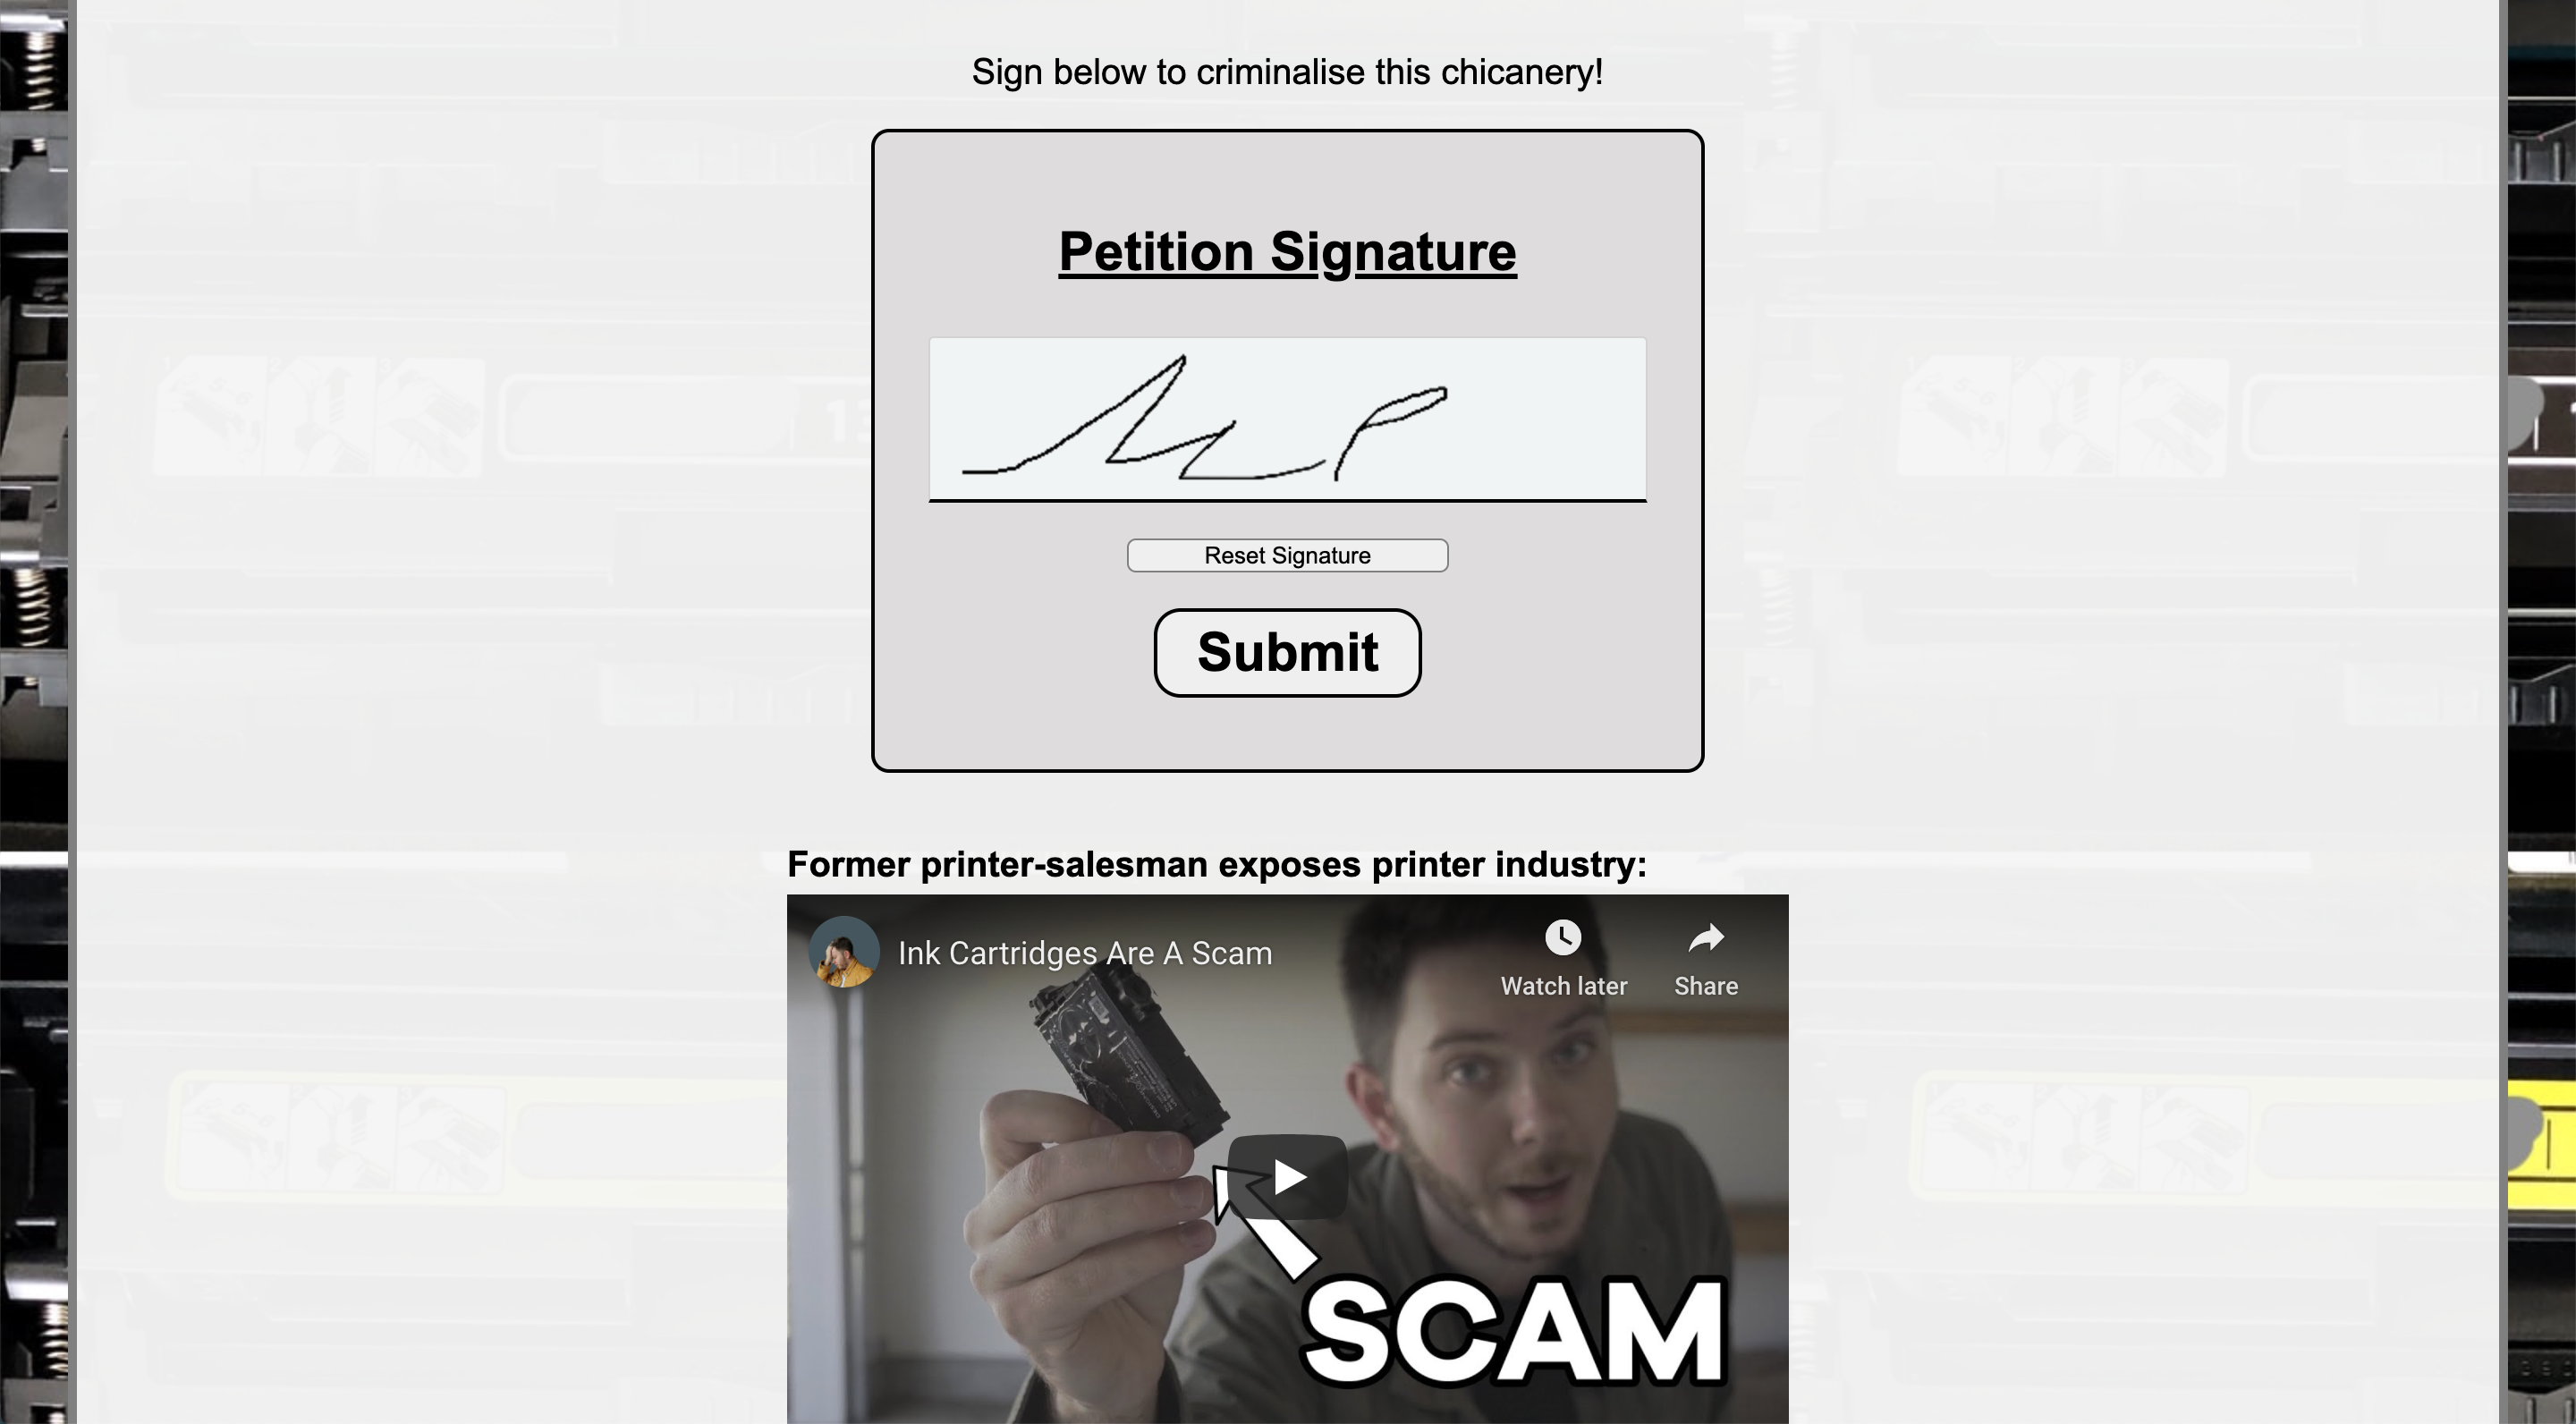 Sign below to criminalise this chicanery!
Petition Signature
Reset Signature
Submit
Former printer-salesman exposes printer industry:
Ink Cartridges Are A Scam
Watch later
Share
SCAM